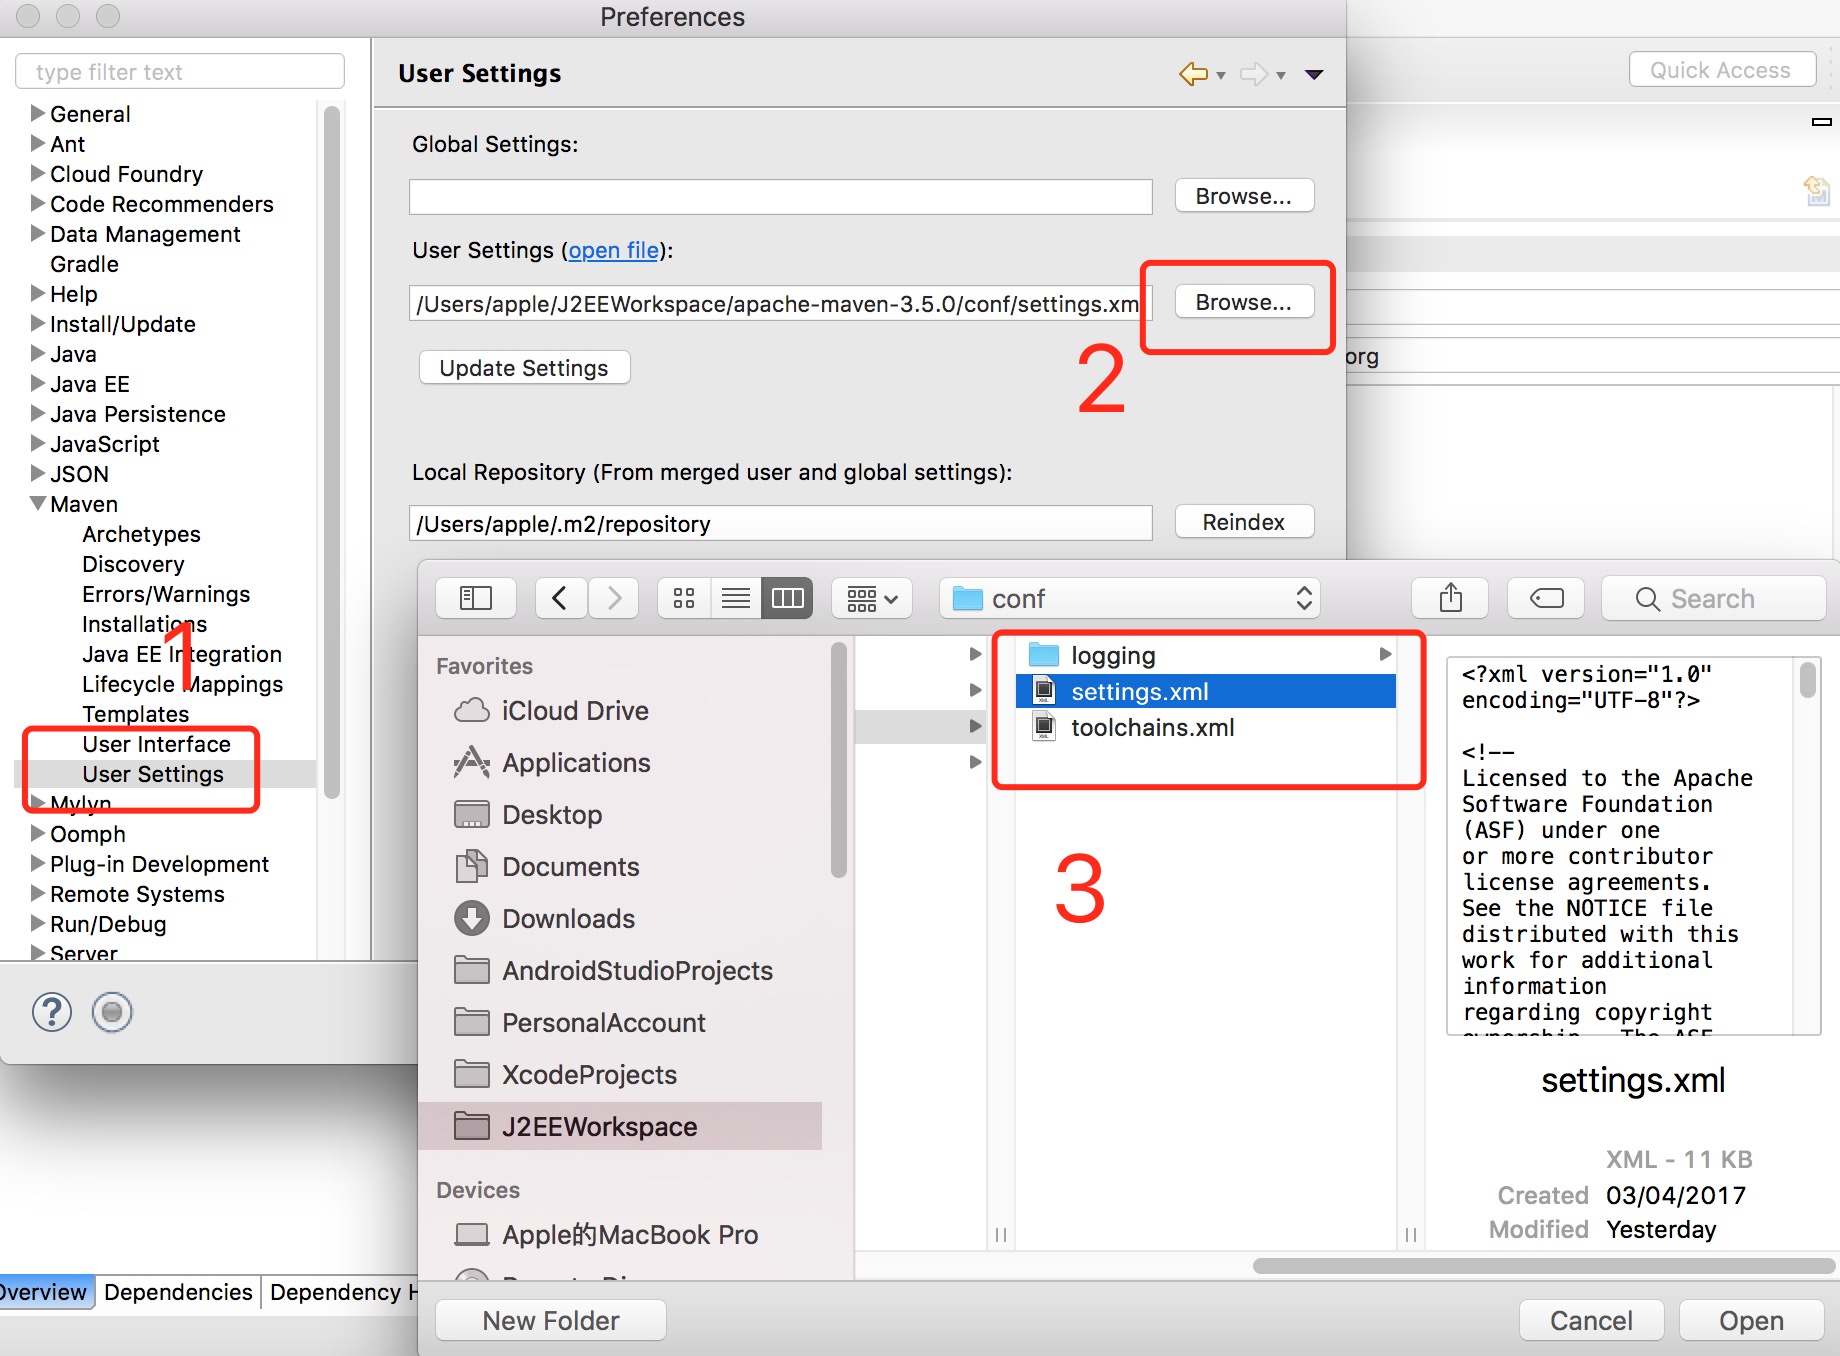 Preferences
type filter text
General
Ant
Cloud Foundry
Code Recommenders
Data Management
Gradle
Help
Install/Update
Java
Java EE
Java Persistence
JavaScript
JSON
Maven
Archetypes
Discovery
Errors/Warnings
Installations
Java EE Integration
Lifecycle Mappings
Templates
User Interface
User Settings
Mylyn
Oomph
Plug-in Development
Remote Systems
Run/Debug
Server
1
User Settings
Quick Access
Global Settings:
Browse...
User Settings (open file):
/Users/apple/J2EEWorkspace/apache-maven-3.5.0/conf/settings.xm
Browse...
2
org
Update Settings
Local Repository (From merged user and global settings):
/Users/apple/.m2/repository
Reindex
conf
Search
Favorites
iCloud Drive
Applications
Desktop
Documents
Downloads
AndroidStudioProjects
PersonalAccount
XcodeProjects
J2EEWorkspace
Devices
Apple的MacBook Pro
logging
settings.xml
toolchains.xml
3
<?xml version="1.0"
encoding="UTF-8"?>
<!--
Licensed to the Apache
Software Foundation
(ASF) under one
or more contributor
license agreements.
See the NOTICE file
distributed with this
work for additional
information
regarding copyright
ownership. The ASF
settings.xml
XML - 11 KB
Created 03/04/2017
Modified Yesterday
Overview
Dependencies
Dependency H
New Folder
Cancel
Open